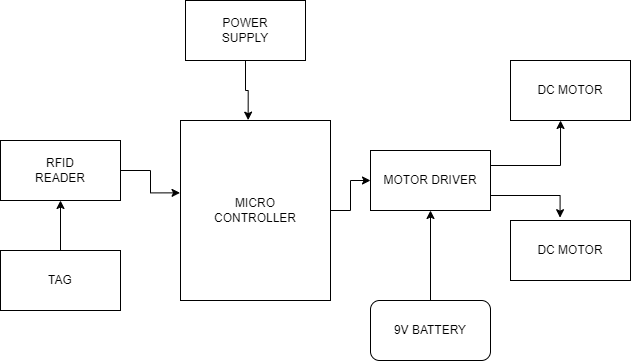 POWER
SUPPLY
DC MOTOR
RFID
READER
MICRO
CONTROLLER
MOTOR DRIVER
DC MOTOR
TAG
9V BATTERY